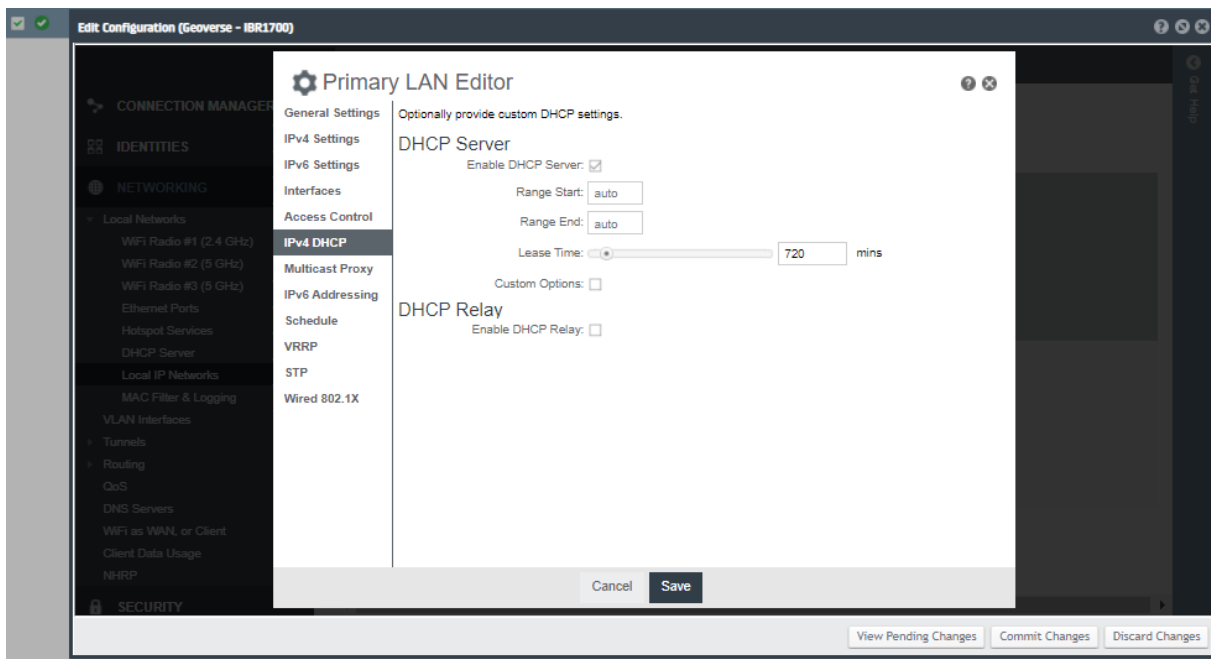 Edit Configuration (Geoverse - IBR1700)
Get Help
CONNECTION MANAGER
IDENTITIES
NETWORKING
Local Networks
WiFi Radio #1 (2.4 GHz)
WiFi Radio #2 (5 GHz)
WiFi Radio #3 (5 GHz)
Ethernet Ports
Hotspot Services
DHCP Server
Local IP Networks
MAC Filter & Logging
VLAN Interfaces
Tunnels
Routing
QoS
DNS Servers
WiFi as WAN, or Client
Client Data Usage
NHRP
SECURITY
Primary LAN Editor
General Settings
IPv4 Settings
IPv6 Settings
Interfaces
Access Control
IPv4 DHCP
Multicast Proxy
IPv6 Addressing
Schedule
VRRP
STP
Wired 802.1X
Optionally provide custom DHCP settings.
DHCP Server
Enable DHCP Server:
Range Start: auto
Range End: auto
Lease Time: 720 mins
Custom Options:
DHCP Relay
Enable DHCP Relay:
Cancel Save
View Pending Changes Commit Changes Discard Changes